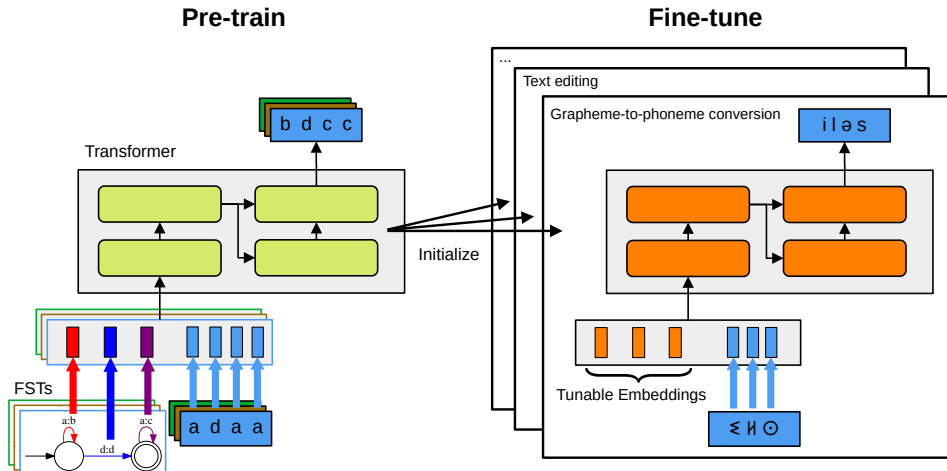 Pre-train
Fine-tune
...
Text editing
Grapheme-to-phoneme conversion
b d c c
i l ə s
Transformer
Initialize
FSTs
a:b
a:c
d:d
a d a a
Tunable Embeddings